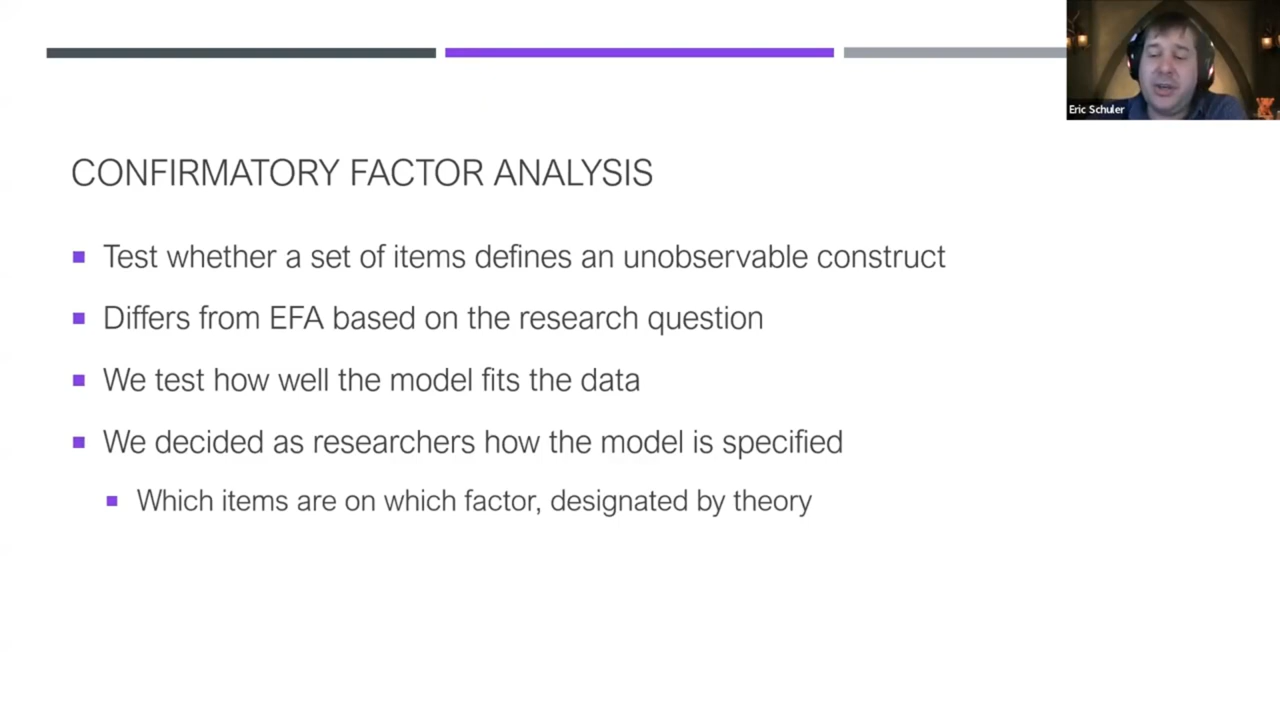 Eric Schuler
CONFIRMATORY FACTOR ANALYSIS
Test whether a set of items defines an unobservable construct
Differs from EFA based on the research question
We test how well the model fits the data
We decided as researchers how the model is specified
Which items are on which factor, designated by theory